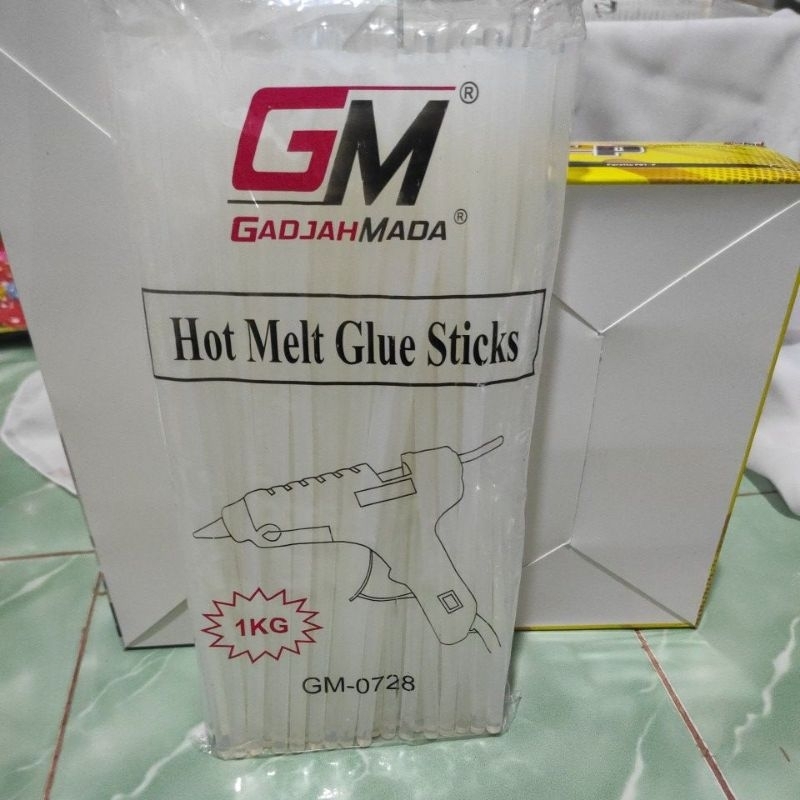 GM®
GADJAHMADA®
Hot Melt Glue Sticks
1KG
GM-0728